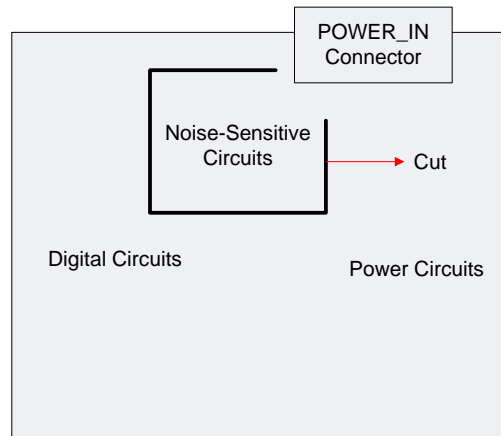 POWER_IN
Connector
Noise-Sensitive
Circuits
Cut
Digital Circuits
Power Circuits